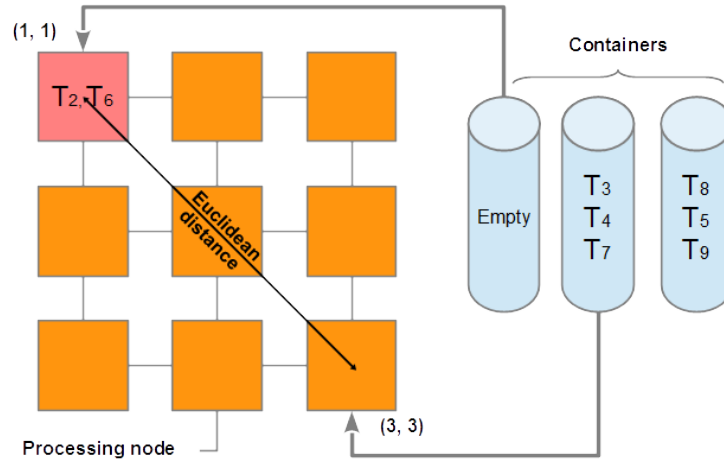 (1, 1)
Containers
T2,T6
Empty
T3
T4
T7
T8
T5
T9
Euclidean
distance
(3, 3)
Processing node